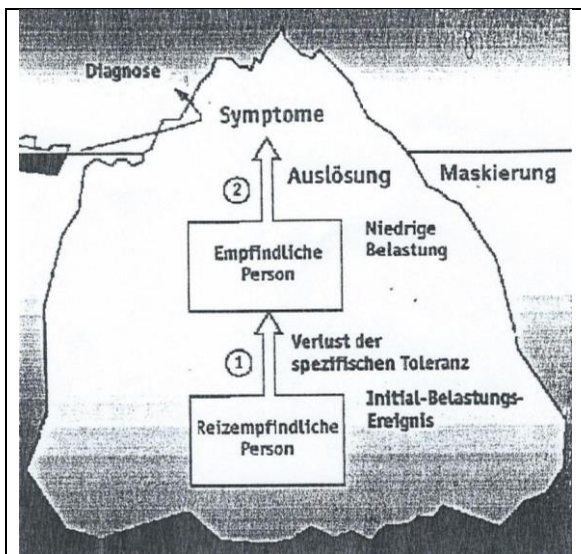 Diagnose
Symptome
② Auslösung Maskierung
Empfindliche
Person
Niedrige
Belastung
① Verlust der
spezifischen Toleranz
Reizempfindliche
Person
Initial-Belastungs-
Ereignis